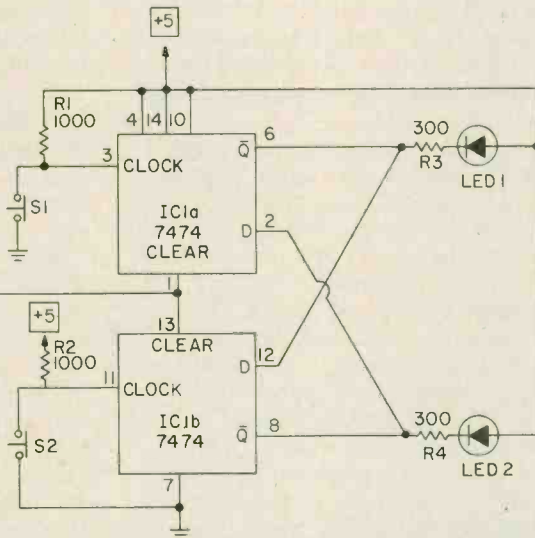 +5
R1
1000
4 14 10
3
CLOCK
Q̅
6
300
R3
LED1
S1
IC1a
7474
CLEAR
D
2
1
+5
R2
1000
13
CLEAR
11
CLOCK
D
12
IC1b
7474
Q̅
8
300
R4
LED2
S2
7